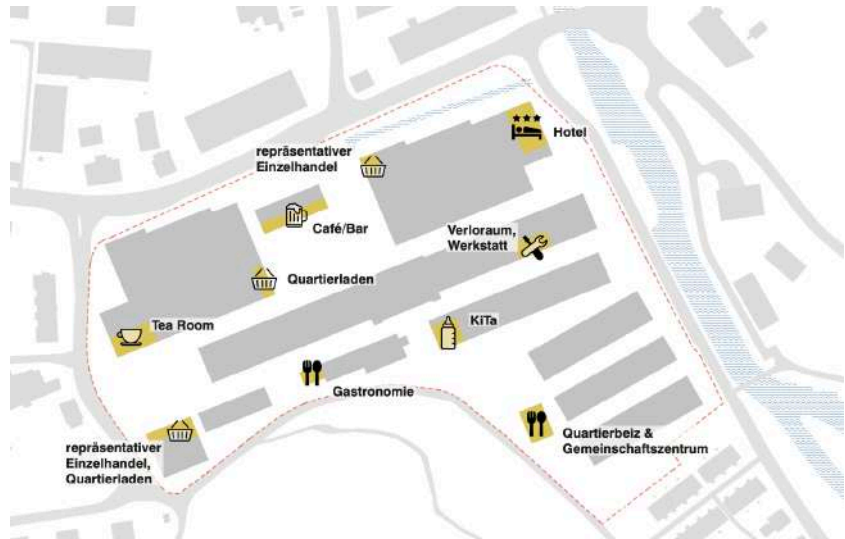 Hotel
repräsentativer
Einzelhandel
Café/Bar
Verloraum,
Werkstatt
Quartierladen
Tea Room
KiTa
Gastronomie
repräsentativer
Einzelhandel,
Quartierladen
Quartierbeiz &
Gemeinschaftszentrum